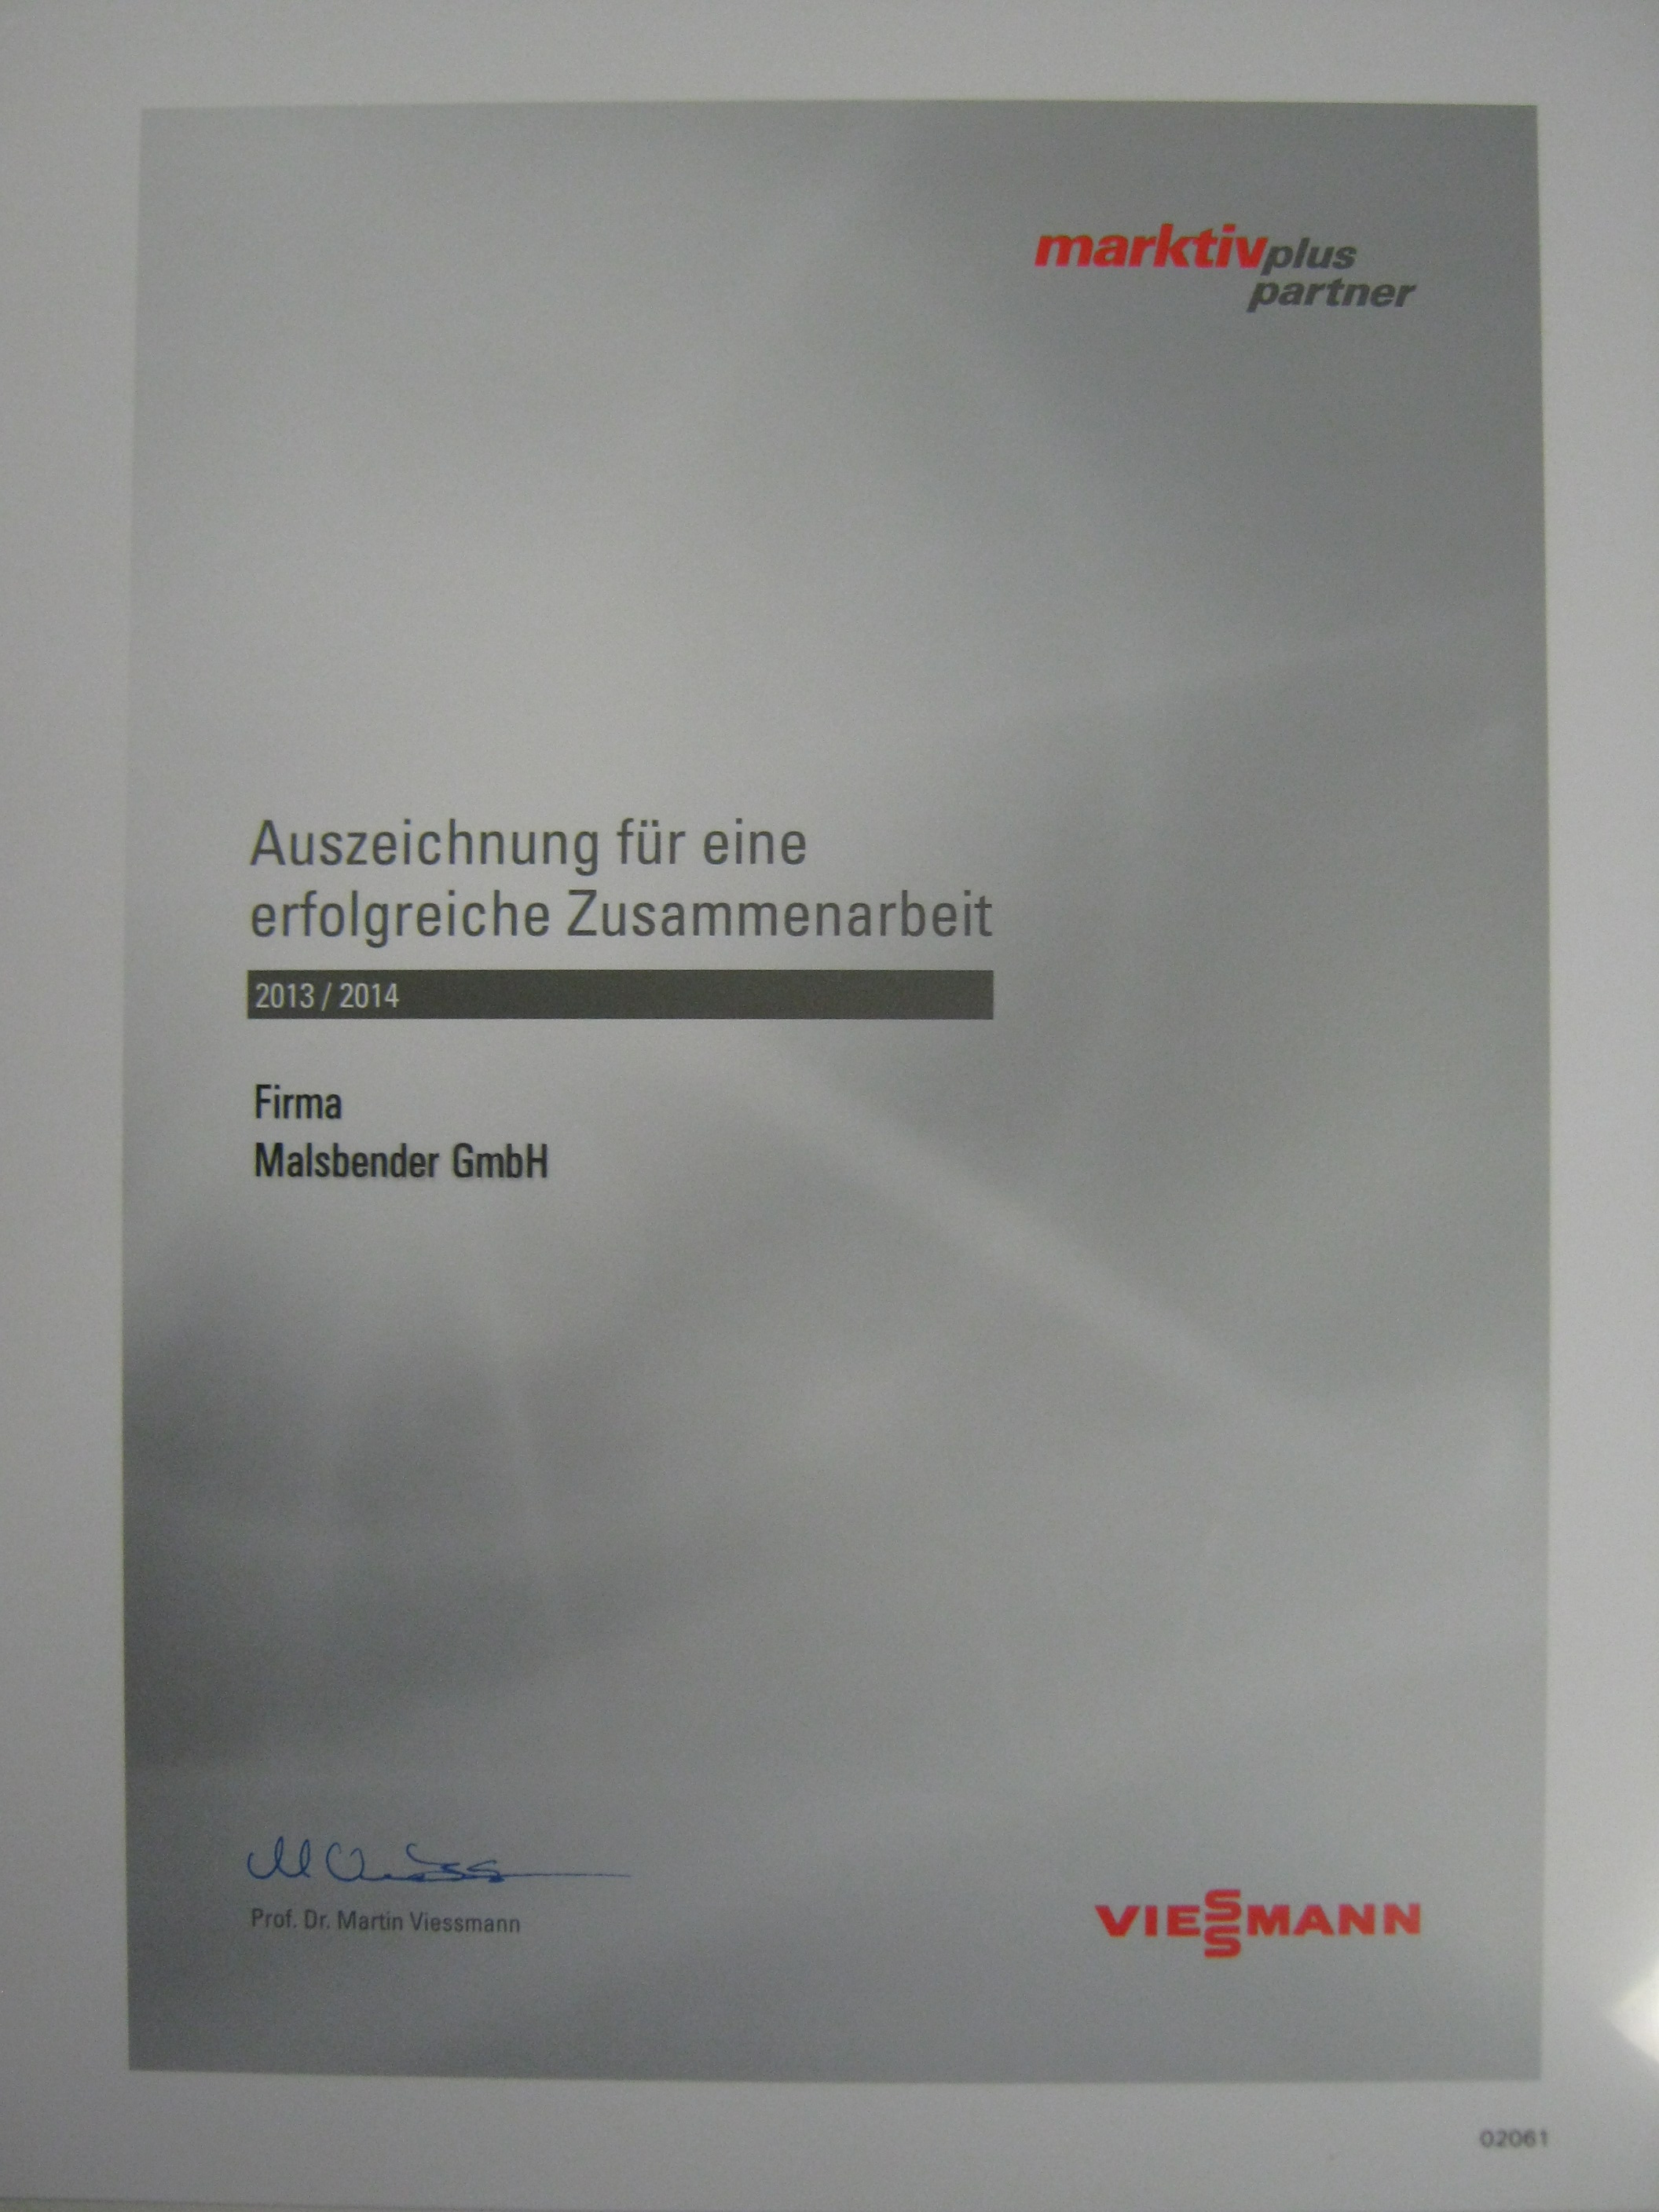 marktivplus
partner
Auszeichnung für eine
erfolgreiche Zusammenarbeit
2013 / 2014
Firma
Malsbender GmbH
Prof. Dr. Martin Viessmann
VIESSMANN
02061